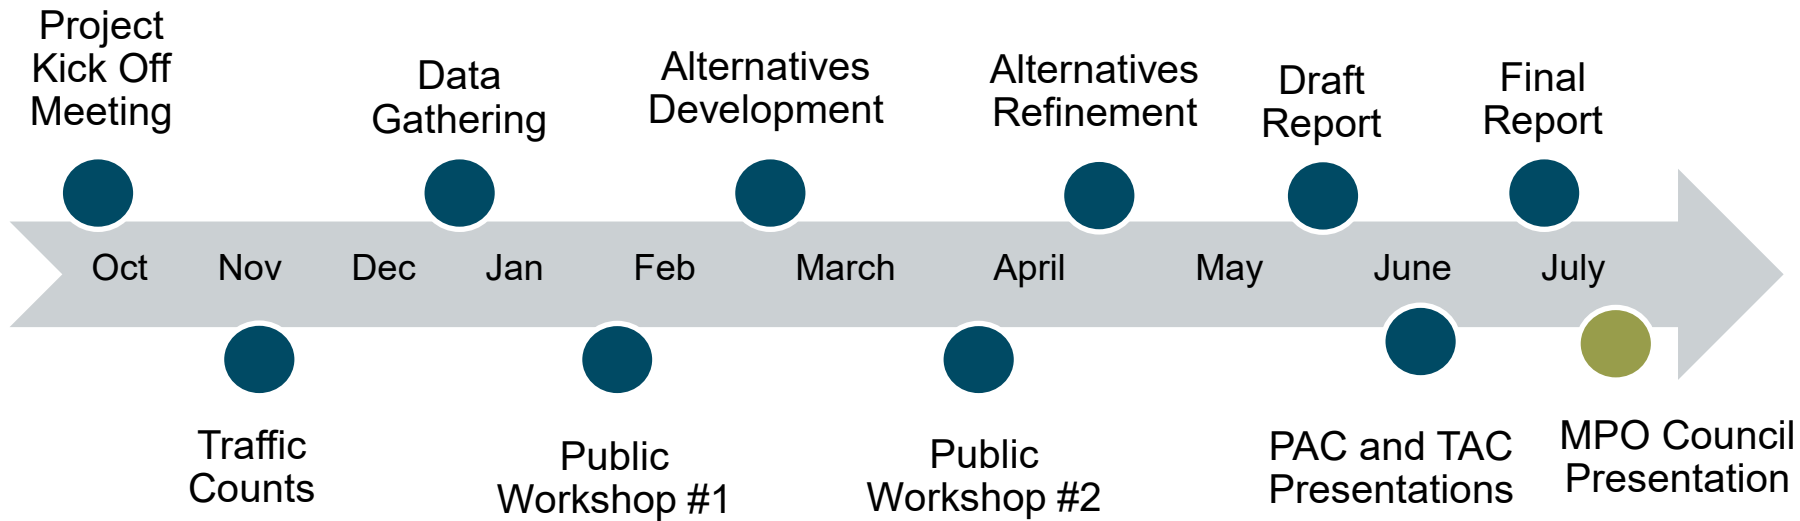 Project
Kick Off
Meeting
Data
Gathering
Alternatives
Development
Alternatives
Refinement
Draft
Report
Final
Report
Oct
Nov
Dec
Jan
Feb
March
April
May
June
July
Traffic
Counts
Public
Workshop #1
Public
Workshop #2
PAC and TAC
Presentations
MPO Council
Presentation